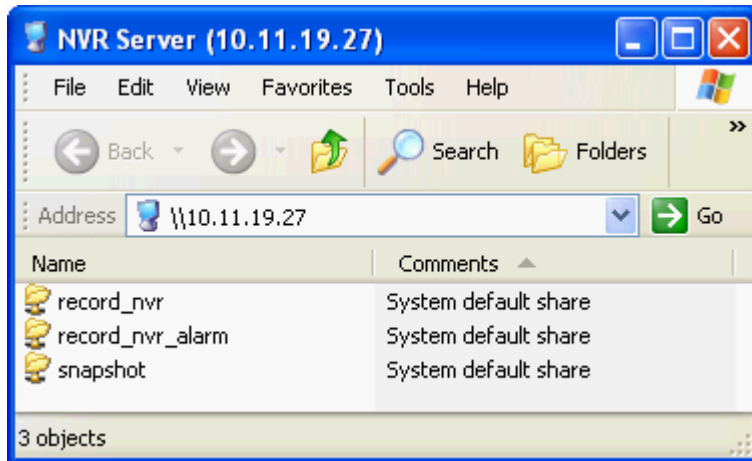 NVR Server (10.11.19.27)
File Edit View Favorites Tools Help
Back Search Folders »
Address \\10.11.19.27 Go
Name Comments
record_nvr System default share
record_nvr_alarm System default share
snapshot System default share
3 objects